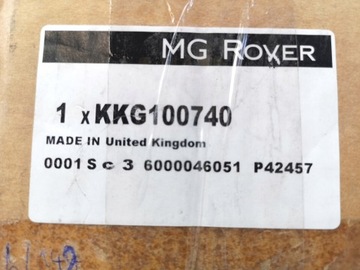 MG ROVER
1 x KKG100740
MADE IN United Kingdom
0001 S c 3 6000046051 P42457